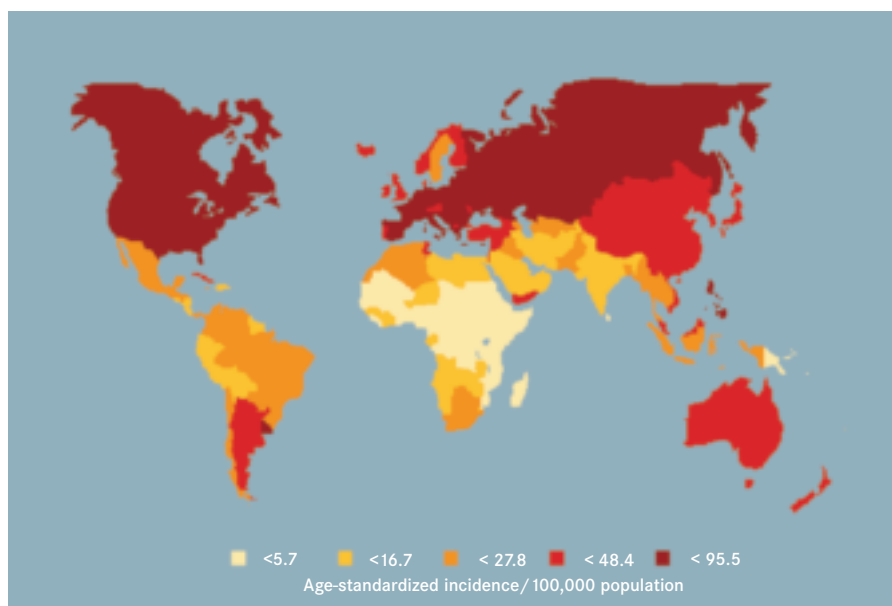 <5.7 <16.7 < 27.8 < 48.4 < 95.5
Age-standardized incidence/100,000 population